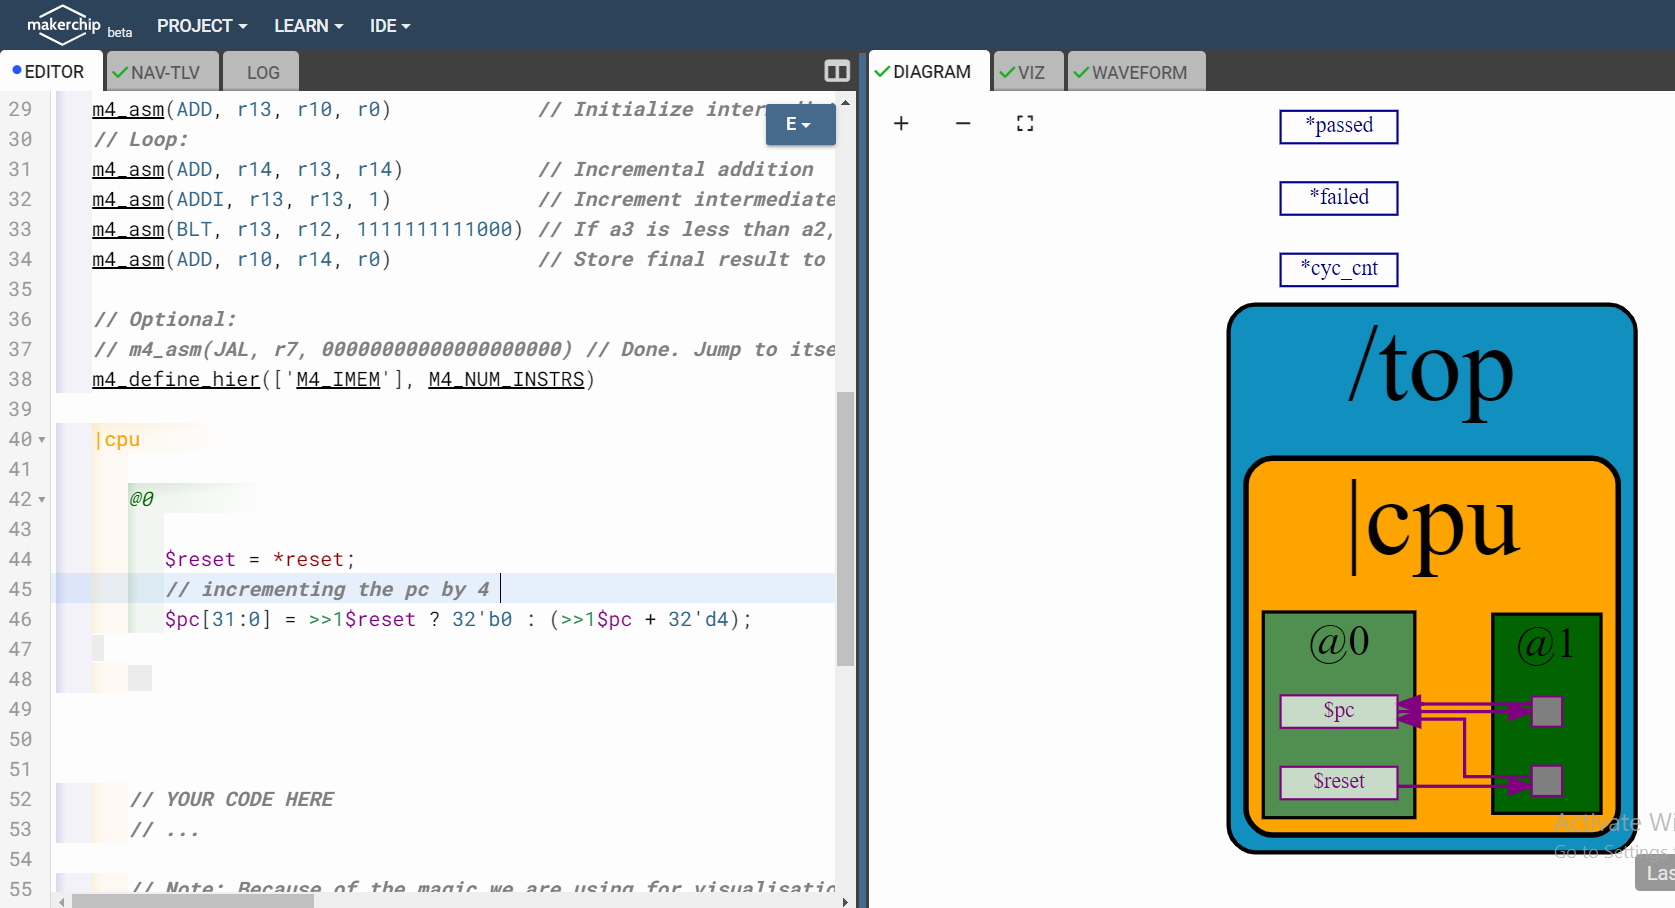 makerchip beta PROJECT LEARN IDE
EDITOR NAV-TLV LOG
29 m4_asm(ADD, r13, r10, r0) // Initialize
30 // Loop:
31 m4_asm(ADD, r14, r13, r14) // Incremental addition
32 m4_asm(ADDI, r13, r13, 1) // Increment intermediate
33 m4_asm(BLT, r13, r12, 1111111111000) // If a3 is less than a2,
34 m4_asm(ADD, r10, r14, r0) // Store final result to
35
36 // Optional:
37 // m4_asm(JAL, r7, 00000000000000000000) // Done. Jump to itse
38 m4_define_hier(['M4_IMEM'], M4_NUM_INSTRS)
39
40 |cpu
41
42 @0
43
44 $reset = *reset;
45 // incrementing the pc by 4
46 $pc[31:0] = >>1$reset ? 32'b0 : (>>1$pc + 32'd4);
47
48
49
50
51
52 // YOUR CODE HERE
53 // ...
54
55 // Note: Because of the magic we are using for visualisatio
E
DIAGRAM VIZ WAVEFORM
*passed
*failed
*cyc_cnt
/top
|cpu
@0 @1
$pc
$reset
Activate Wi
Go to Settings
Las